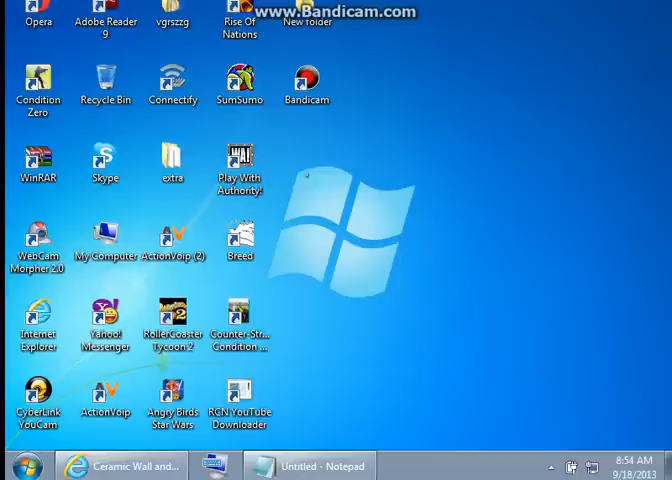 www.Bandicam.com
Opera
Adobe Reader
9
vgrszzg
Rise Of
Nations
New folder
Condition
Zero
Recycle Bin
Connectify
SumSumo
Bandicam
WinRAR
Skype
extra
Play With
Authority!
WebCam
Morpher 2.0
My Computer
ActionVoip (2)
Breed
Internet
Explorer
Yahoo!
Messenger
RollerCoaster
Tycoon 2
Counter-Str...
Condition ...
CyberLink
YouCam
ActionVoip
Angry Birds
Star Wars
RCN YouTube
Downloader
Ceramic Wall and...
Untitled - Notepad
8:54 AM
9/18/2013